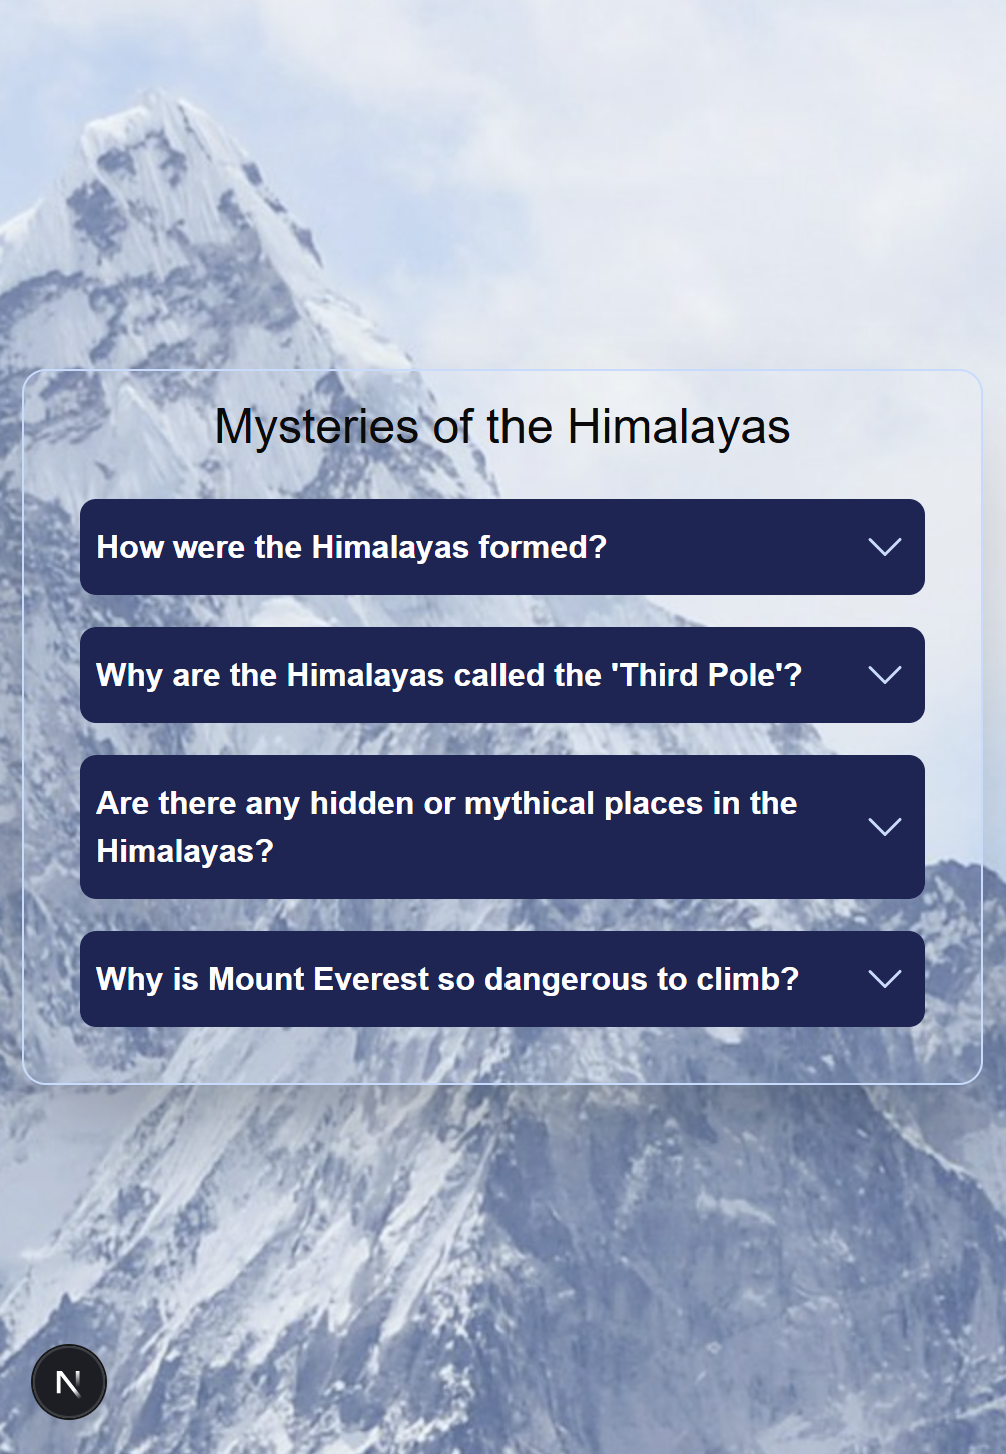 Mysteries of the Himalayas
How were the Himalayas formed?
Why are the Himalayas called the 'Third Pole'?
Are there any hidden or mythical places in the
Himalayas?
Why is Mount Everest so dangerous to climb?
N